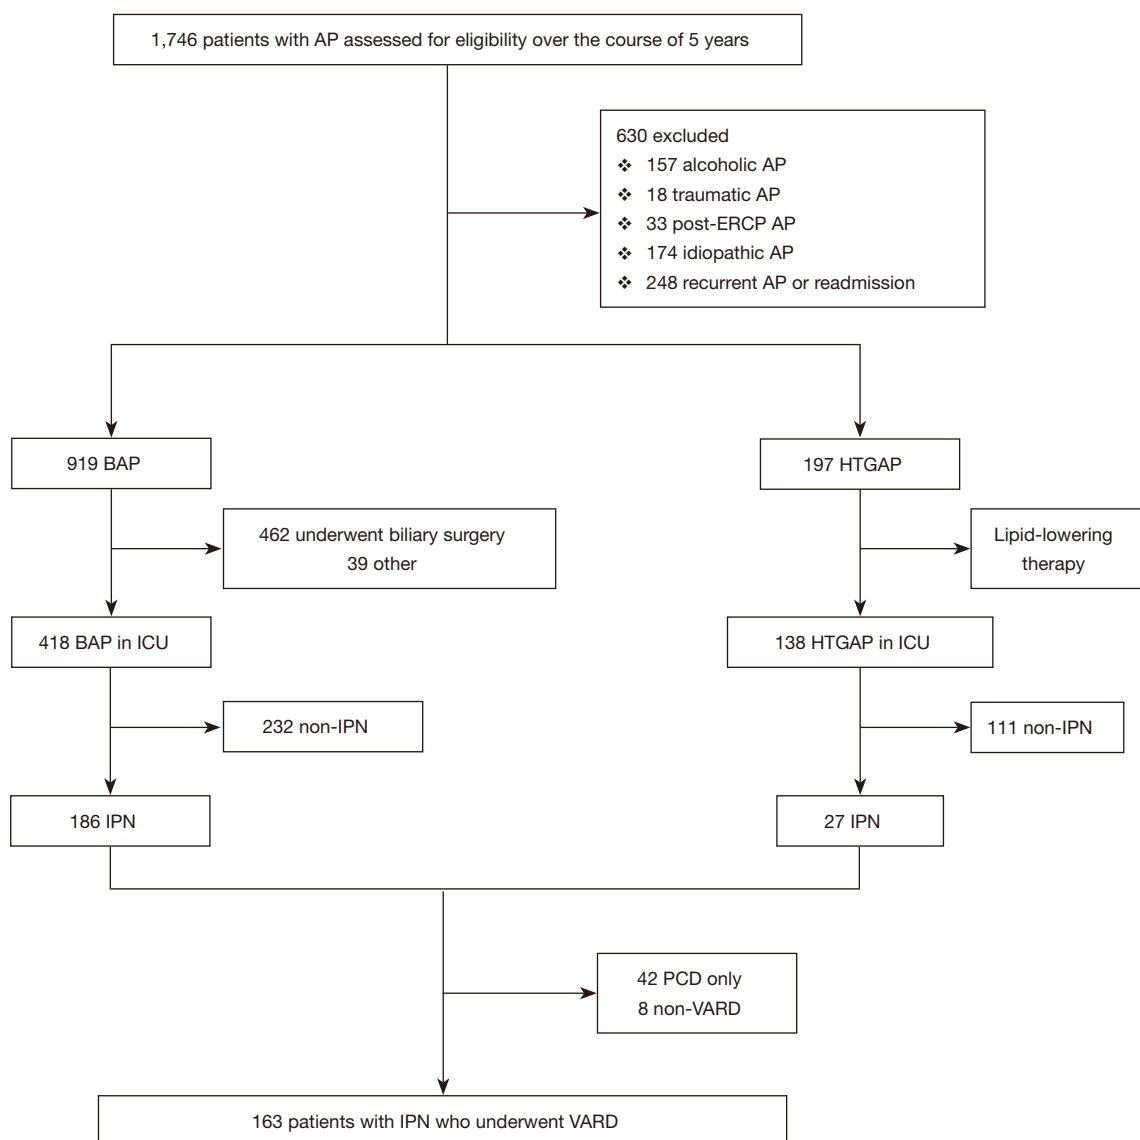 1,746 patients with AP assessed for eligibility over the course of 5 years
630 excluded
❖ 157 alcoholic AP
❖ 18 traumatic AP
❖ 33 post-ERCP AP
❖ 174 idiopathic AP
❖ 248 recurrent AP or readmission
919 BAP
197 HTGAP
462 underwent biliary surgery
39 other
Lipid-lowering
therapy
418 BAP in ICU
138 HTGAP in ICU
232 non-IPN
111 non-IPN
186 IPN
27 IPN
42 PCD only
8 non-VARD
163 patients with IPN who underwent VARD